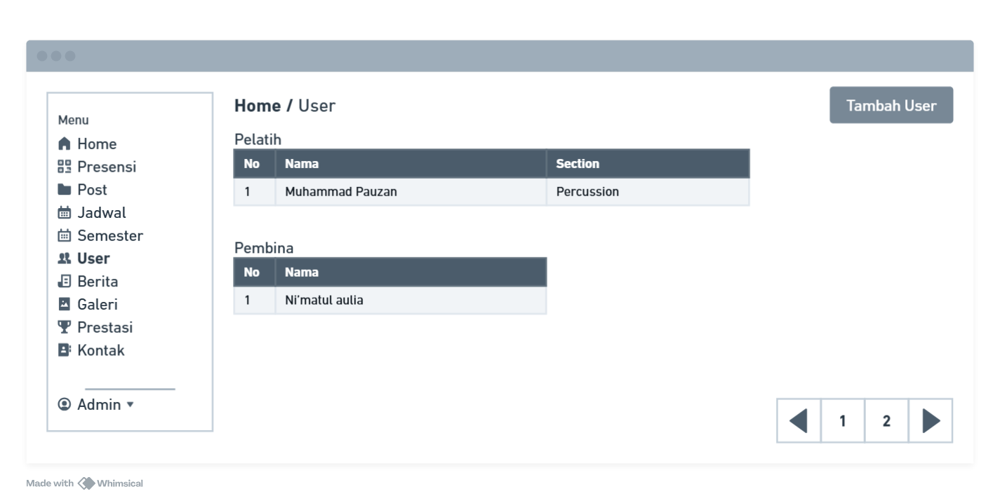 Menu
Home
Presensi
Post
Jadwal
Semester
User
Berita
Galeri
Prestasi
Kontak
Admin
Home / User
Tambah User
Pelatih
No Nama Section
1 Muhammad Pauzan Percussion
Pembina
No Nama
1 Ni’matul aulia
1 2
Made with Whimsical